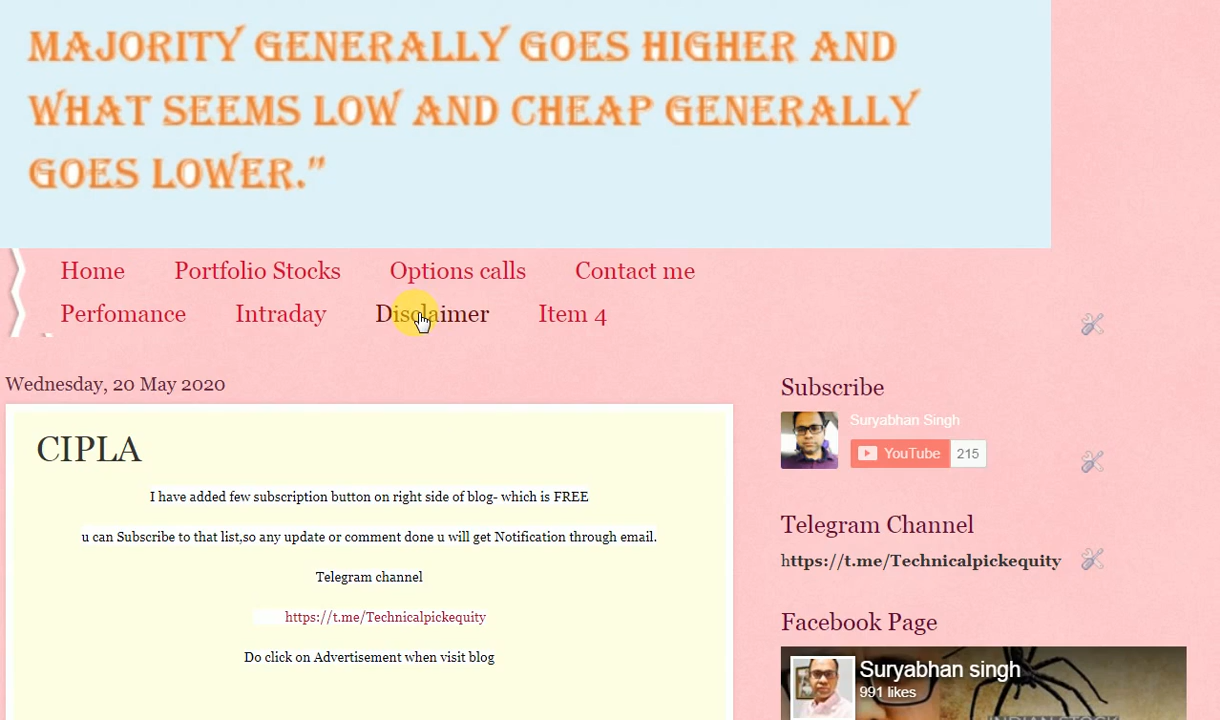 MAJORITY GENERALLY GOES HIGHER AND
WHAT SEEMS LOW AND CHEAP GENERALLY
GOES LOWER."
Home Portfolio Stocks Options calls Contact me
Perfomance Intraday Disclaimer Item 4
Wednesday, 20 May 2020
CIPLA
I have added few subscription button on right side of blog- which is FREE
u can Subscribe to that list,so any update or comment done u will get Notification through email.
Telegram channel
https://t.me/Technicalpickequity
Do click on Advertisement when visit blog
Subscribe
Suryabhan Singh
YouTube 215
Telegram Channel
https://t.me/Technicalpickequity
Facebook Page
Suryabhan singh
991 likes
INDIAN STOCK